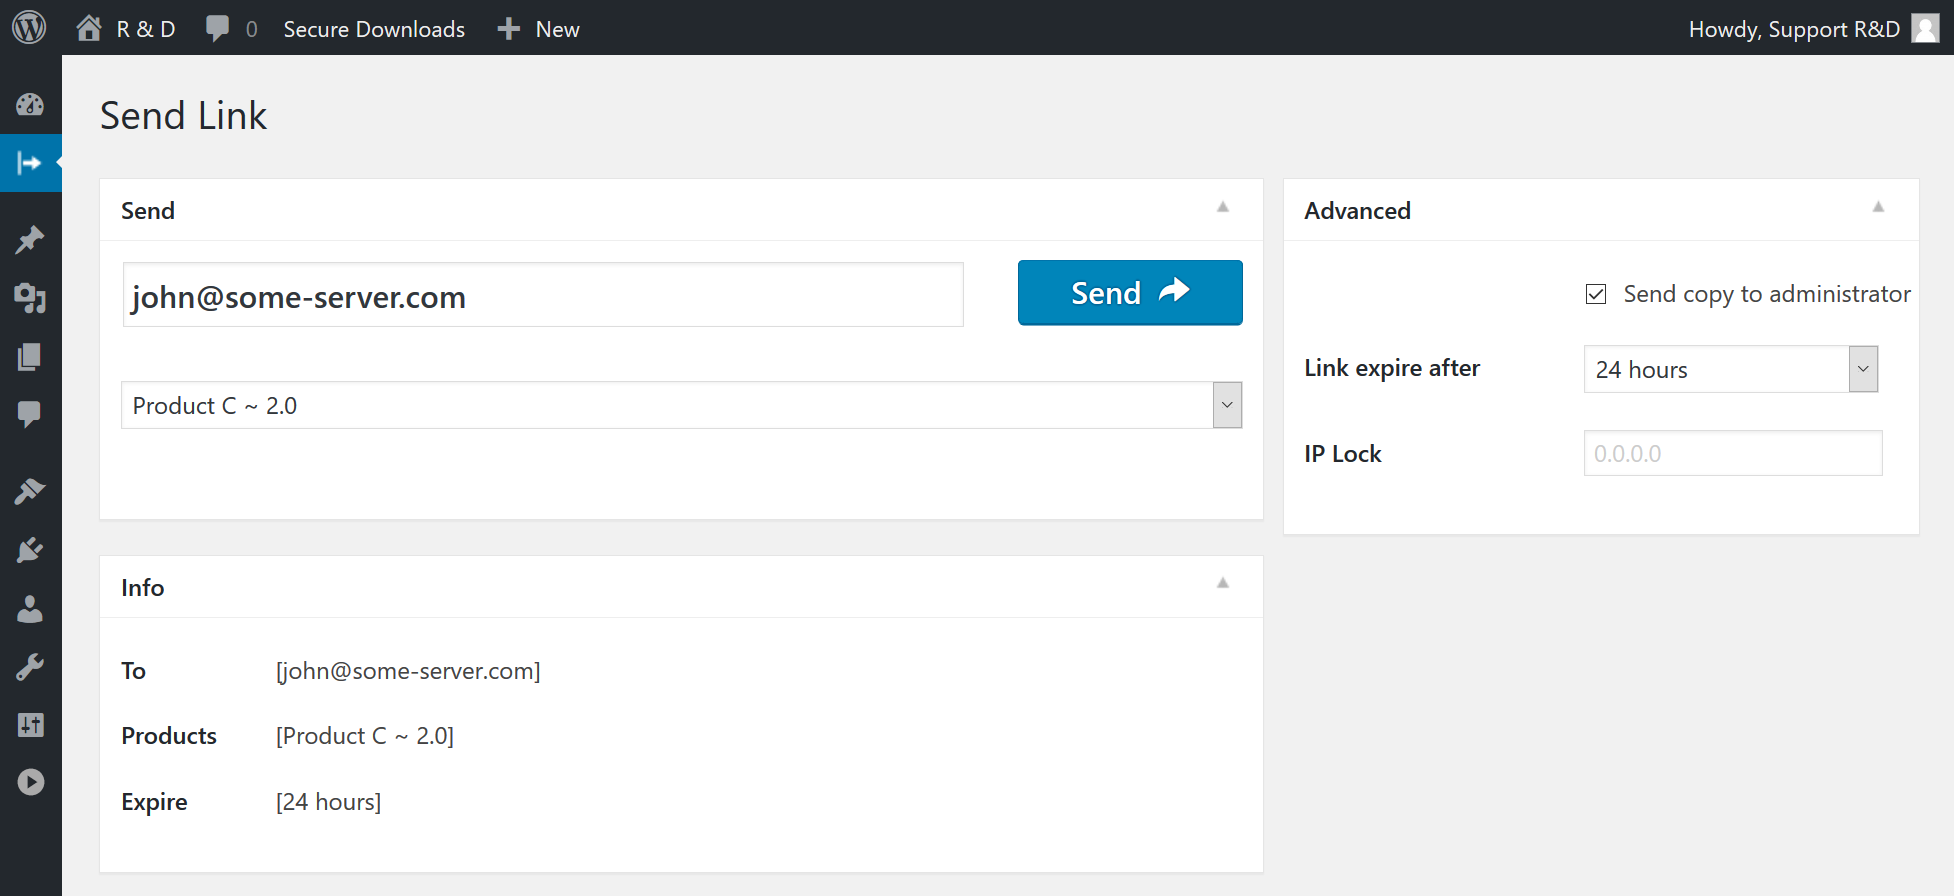 R & D 0 Secure Downloads New Howdy, Support R&D
Send Link
Send
john@some-server.com Send
Product C ~ 2.0
Advanced
Send copy to administrator
Link expire after 24 hours
IP Lock 0.0.0.0
Info
To [john@some-server.com]
Products [Product C ~ 2.0]
Expire [24 hours]